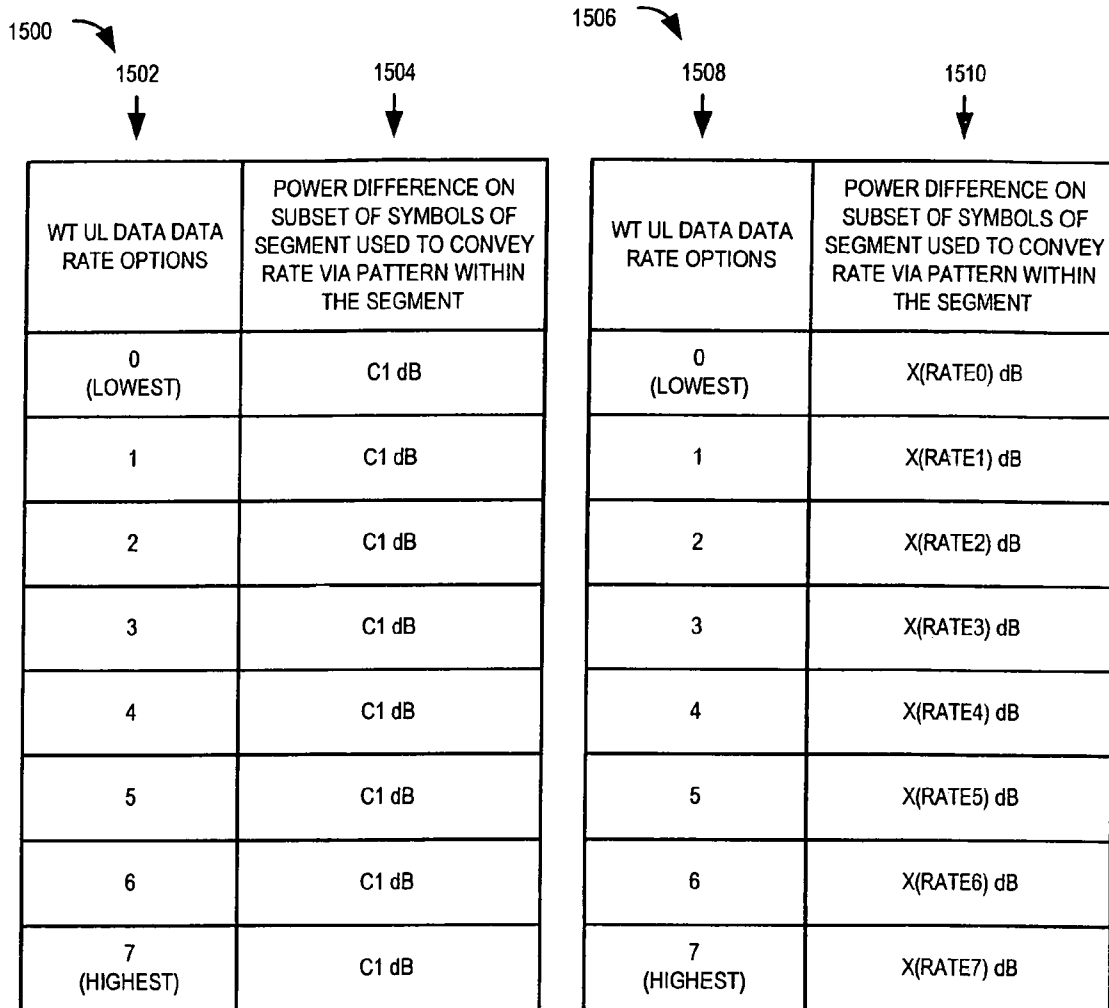 1500
1502
1504
WT UL DATA DATA
RATE OPTIONS
POWER DIFFERENCE ON
SUBSET OF SYMBOLS OF
SEGMENT USED TO CONVEY
RATE VIA PATTERN WITHIN
THE SEGMENT
0
(LOWEST)
C1 dB
1
C1 dB
2
C1 dB
3
C1 dB
4
C1 dB
5
C1 dB
6
C1 dB
7
(HIGHEST)
C1 dB
1506
1508
1510
WT UL DATA DATA
RATE OPTIONS
POWER DIFFERENCE ON
SUBSET OF SYMBOLS OF
SEGMENT USED TO CONVEY
RATE VIA PATTERN WITHIN
THE SEGMENT
0
(LOWEST)
X(RATE0) dB
1
X(RATE1) dB
2
X(RATE2) dB
3
X(RATE3) dB
4
X(RATE4) dB
5
X(RATE5) dB
6
X(RATE6) dB
7
(HIGHEST)
X(RATE7) dB